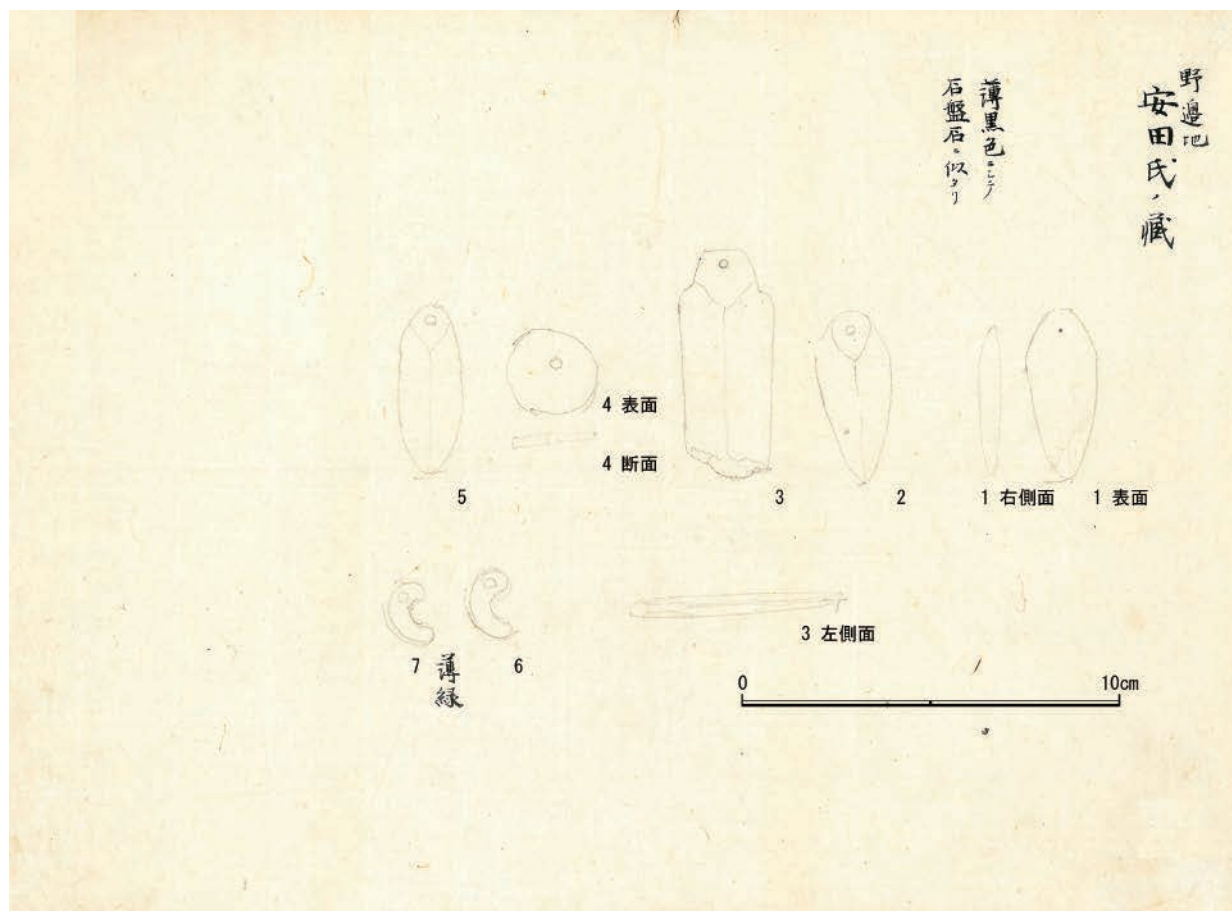 野邊地
安田氏ノ藏
薄黒色ニシテ
石盤石ニ似タリ
4 表面
4 断面
5
3
2
1 右側面
1 表面
3 左側面
7
薄緑
6
0
10cm